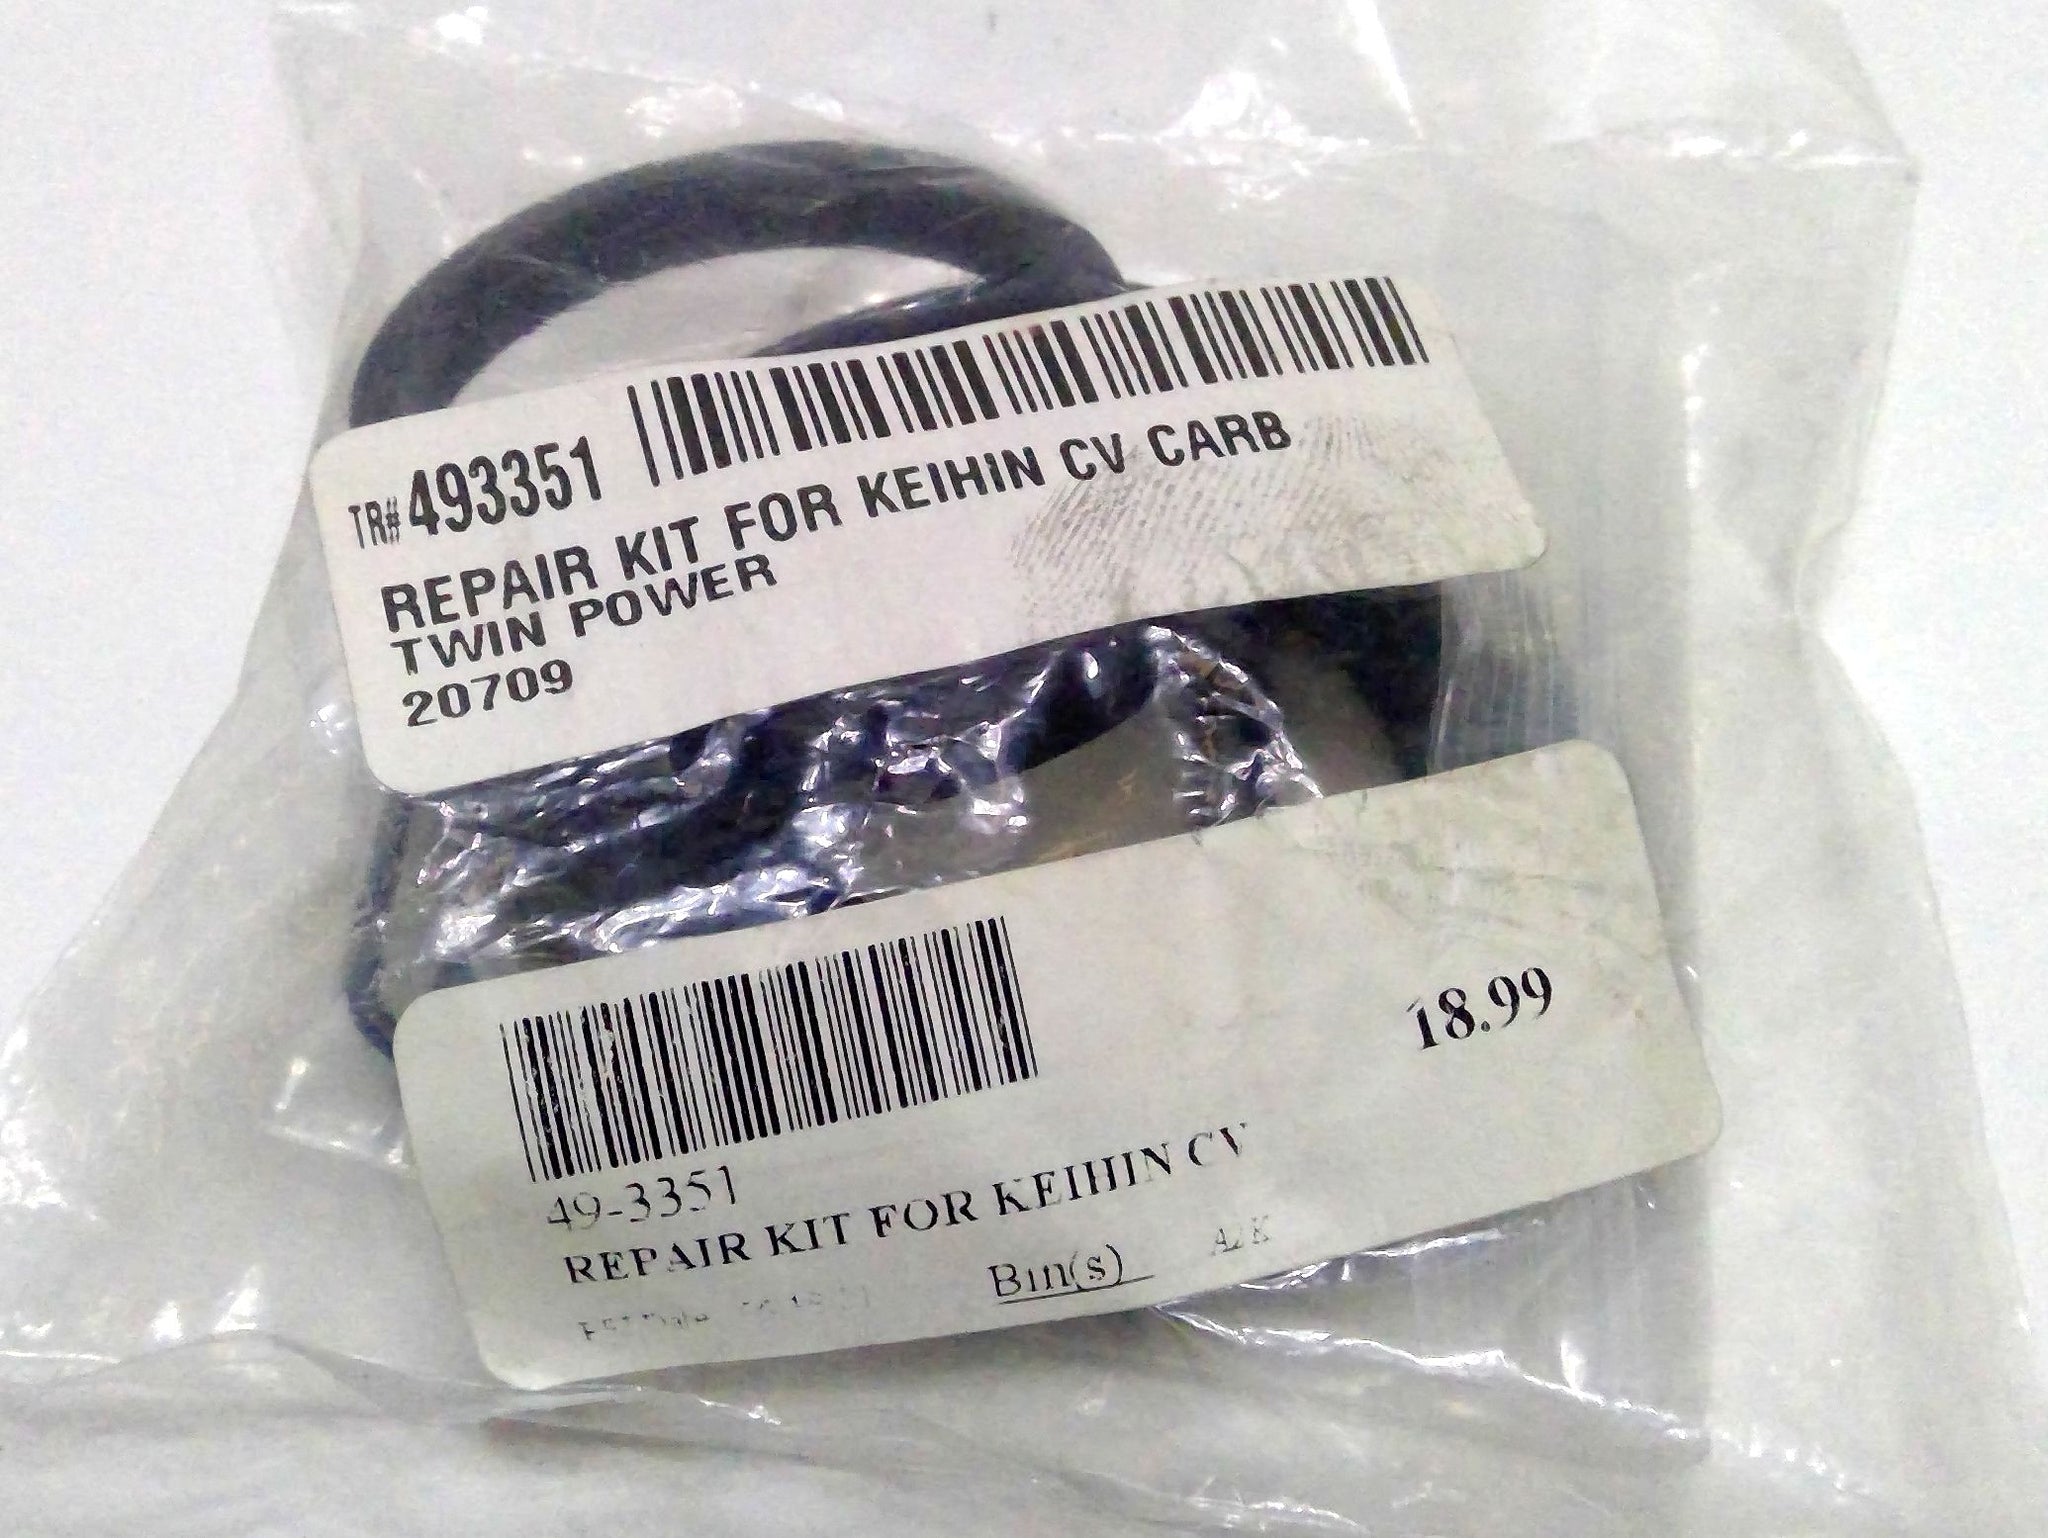 TR# 493351
REPAIR KIT FOR KEIHIN CV CARB
TWIN POWER
20709
18.99
49-3351
REPAIR KIT FOR KEIHIN CV
Bin(s)